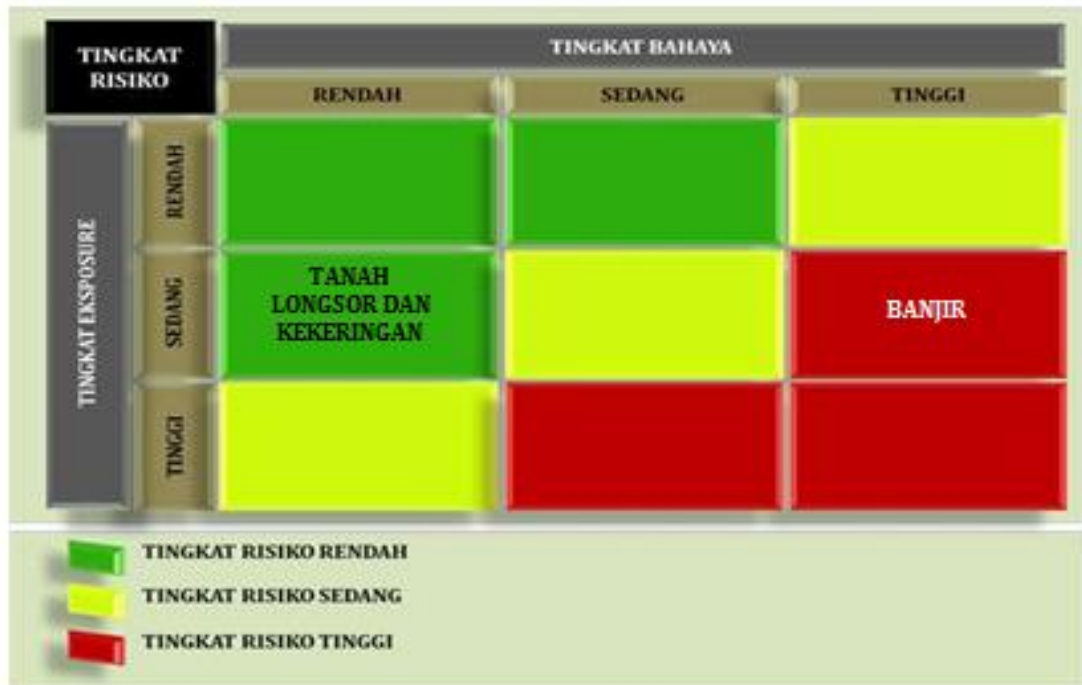 TINGKAT
RISIKO
TINGKAT BAHAYA
RENDAH
SEDANG
TINGGI
TINGKAT EKSPOSURE
RENDAH
SEDANG
TANAH
LONGSOR DAN
KEKERINGAN
BANJIR
TINGGI
TINGKAT RISIKO RENDAH
TINGKAT RISIKO SEDANG
TINGKAT RISIKO TINGGI